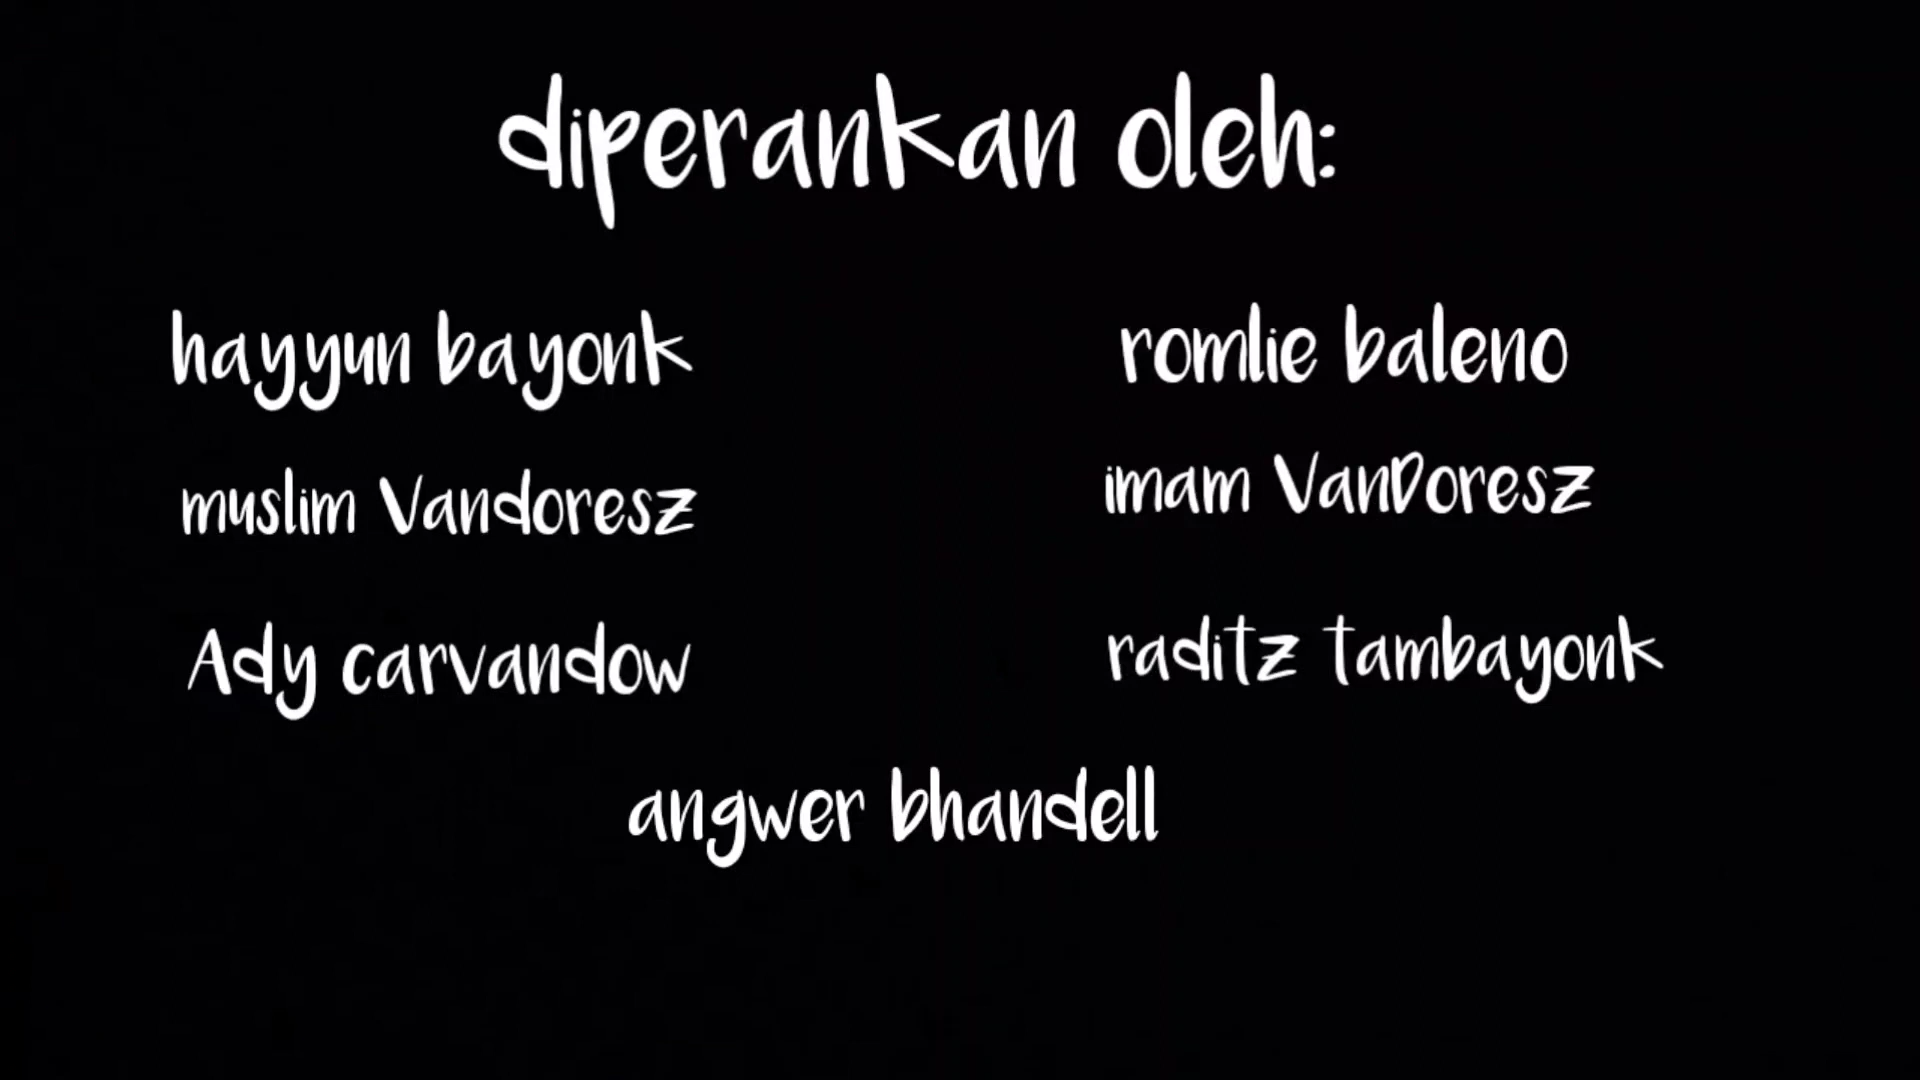 diperankan oleh:
hayyun bayonk
romlie baleno
muslim Vandoresz
imam VanDoresz
Ady carvandow
raditz tambayonk
angwer bhandell